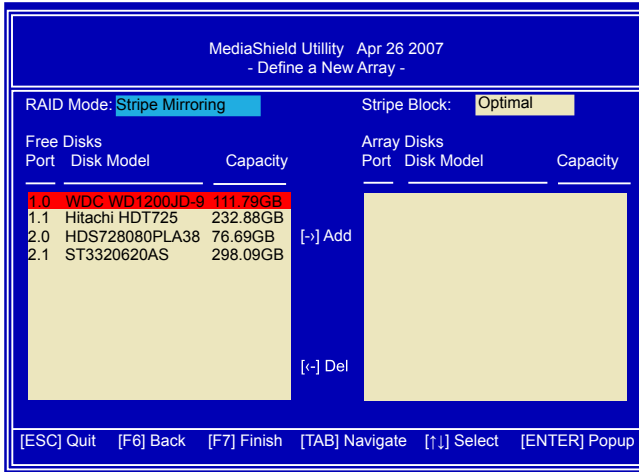 MediaShield Utillity Apr 26 2007
- Define a New Array -
RAID Mode: Stripe Mirroring Stripe Block: Optimal
Free Disks Array Disks
Port Disk Model Capacity Port Disk Model Capacity
1.0 WDC WD1200JD-9 111.79GB
1.1 Hitachi HDT725 232.88GB
2.0 HDS728080PLA38 76.69GB
2.1 ST3320620AS 298.09GB
[->] Add
[<-] Del
[ESC] Quit [F6] Back [F7] Finish [TAB] Navigate [↑↓] Select [ENTER] Popup